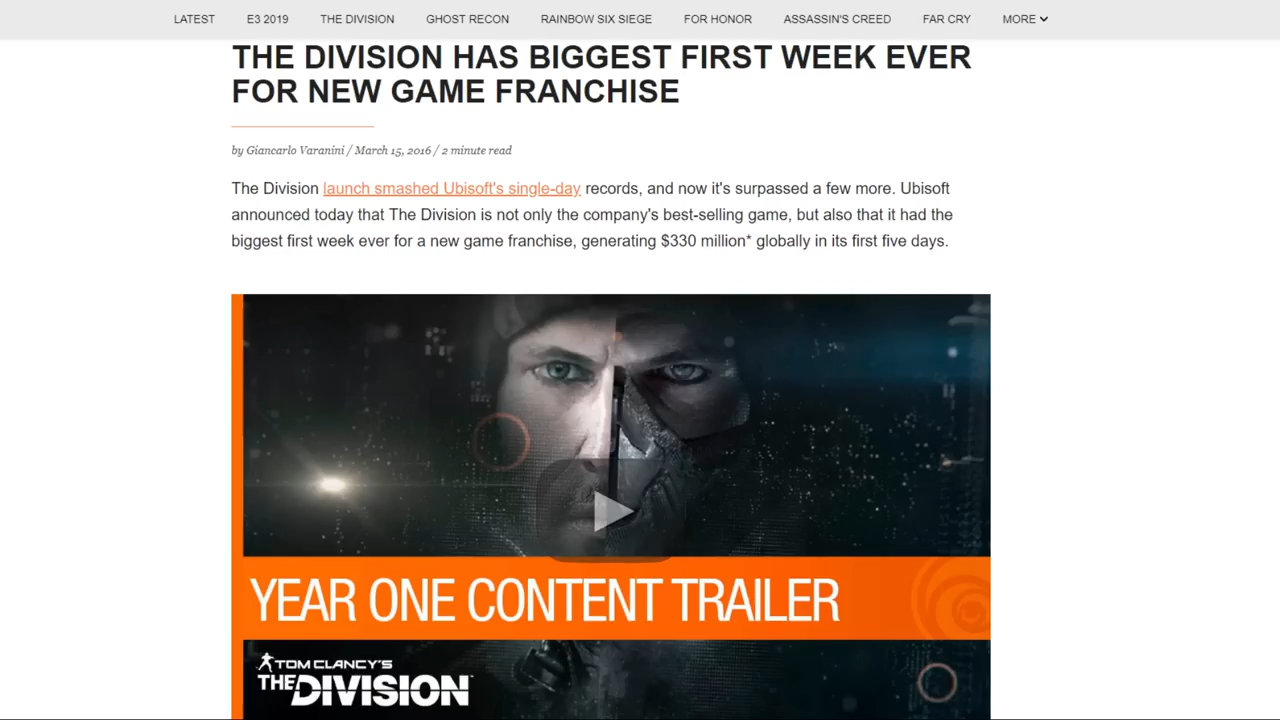 LATEST E3 2019 THE DIVISION GHOST RECON RAINBOW SIX SIEGE FOR HONOR ASSASSIN'S CREED FAR CRY MORE
THE DIVISION HAS BIGGEST FIRST WEEK EVER
FOR NEW GAME FRANCHISE
by Giancarlo Varanini / March 15, 2016 / 2 minute read
The Division launch smashed Ubisoft's single-day records, and now it's surpassed a few more. Ubisoft
announced today that The Division is not only the company's best-selling game, but also that it had the
biggest first week ever for a new game franchise, generating $330 million* globally in its first five days.
YEAR ONE CONTENT TRAILER
TOM CLANCY'S
THE DIVISION